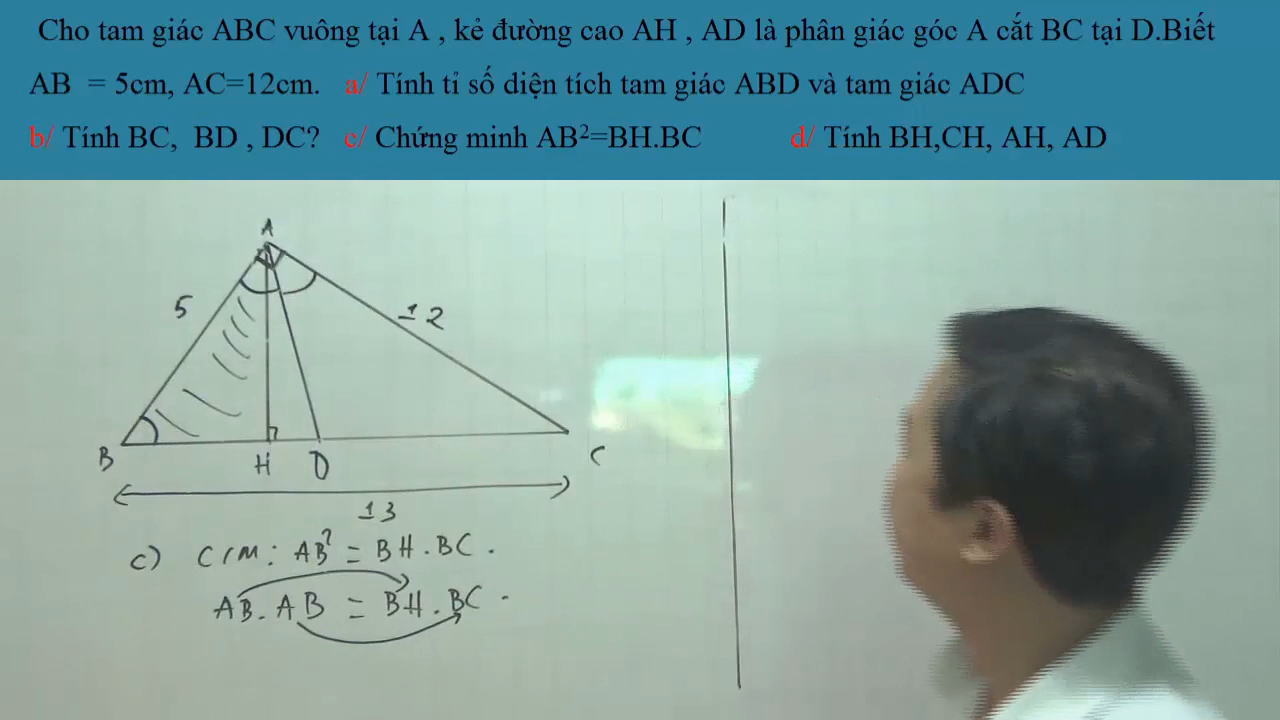 Cho tam giác ABC vuông tại A , kẻ đường cao AH , AD là phân giác góc A cắt BC tại D.Biết
AB = 5cm, AC=12cm. a/ Tính tỉ số diện tích tam giác ABD và tam giác ADC
b/ Tính BC, BD , DC? c/ Chứng minh AB²=BH.BC d/ Tính BH,CH, AH, AD
A
5
12
B
H
D
C
13
c) C/M: AB² = BH.BC.
AB.AB = BH.BC.